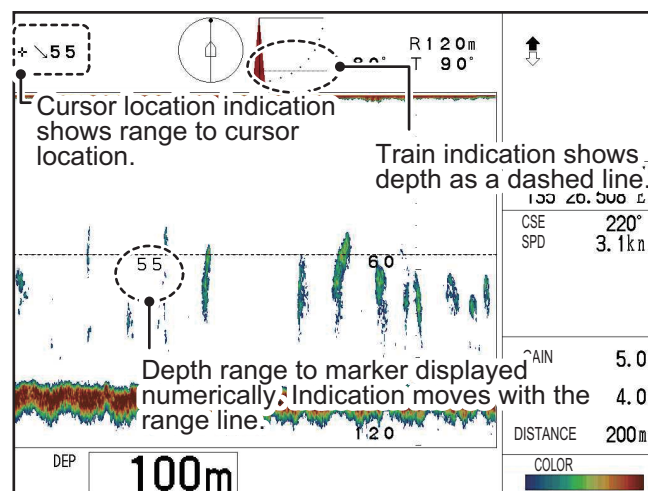 55
R120m
T 90°
Cursor location indication
shows range to cursor
location.
Train indication shows
depth as a dashed line.
CSE 220°
SPD 3.1kn
55
60
Depth range to marker displayed
numerically. Indication moves with the
range line.
5.0
4.0
DISTANCE 200m
120
DEP 100m
COLOR